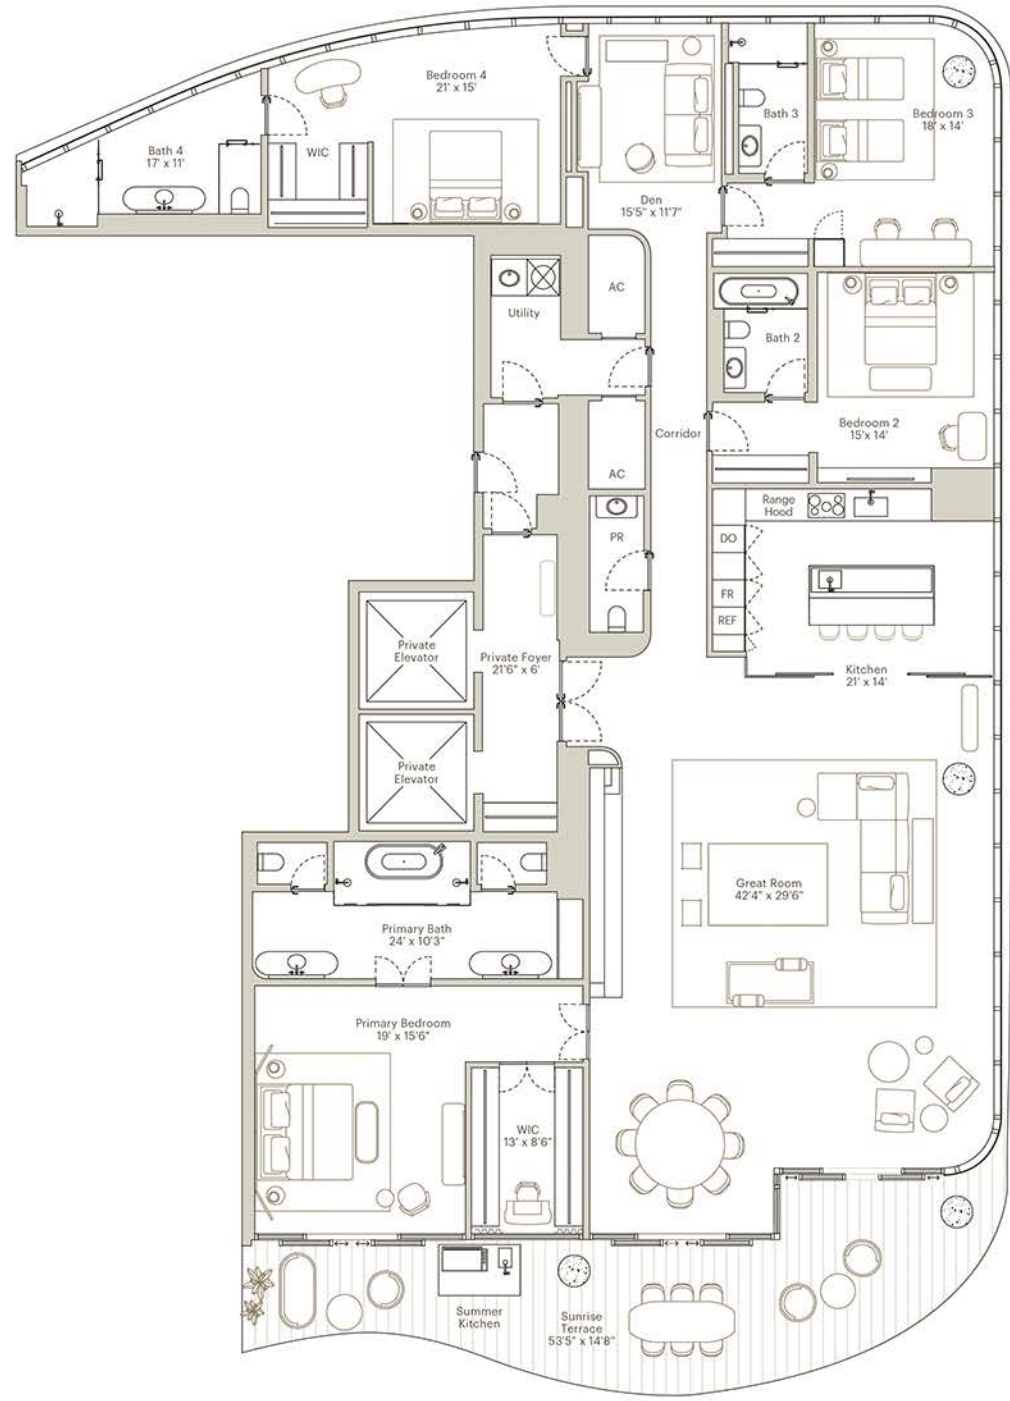 Bedroom 4
21' x 15'
Bath 4
17' x 11'
WIC
Bath 3
Bedroom 3
18' x 14'
Den
15'5" x 11'7"
AC
Utility
Bath 2
Bedroom 2
15'x 14'
Corridor
AC
PR
Range
Hood
DO
FR
REF
Kitchen
21' x 14'
Private
Elevator
Private Foyer
21'6" x 6'
Private
Elevator
Great Room
42'4" x 29'6"
Primary Bath
24' x 10'3"
Primary Bedroom
19' x 15'6"
WIC
13' x 8'6"
Summer
Kitchen
Sunrise
Terrace
53'5" x 14'8"